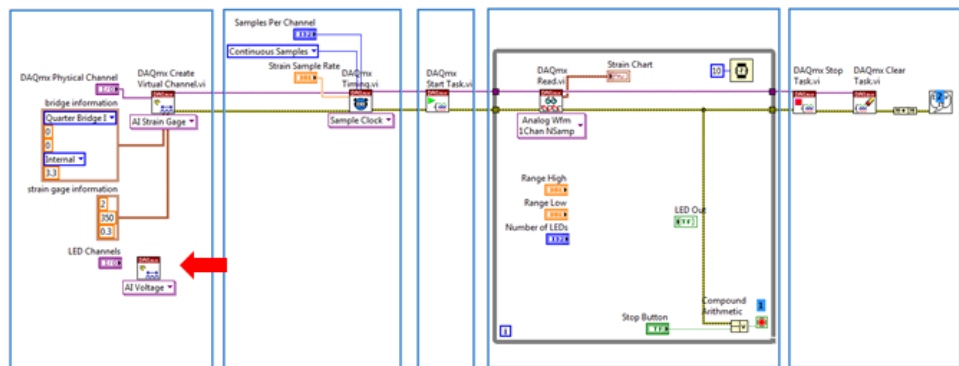 DAQmx Physical Channel
DAQmx Create
Virtual Channel.vi
AI Strain Gage
bridge information
Quarter Bridge I
0
0
Internal
3.3
strain gage information
2
350
0.3
LED Channels
AI Voltage
Samples Per Channel
Continuous Samples
Strain Sample Rate
DAQmx
Timing.vi
Sample Clock
DAQmx
Start Task.vi
DAQmx
Read.vi
Analog Wfm
1Chan NSamp
Strain Chart
10
Range High
Range Low
Number of LEDs
LED Out
TF
Stop Button
TF
Compound
Arithmetic
1
i
DAQmx Stop
Task.vi
DAQmx Clear
Task.vi